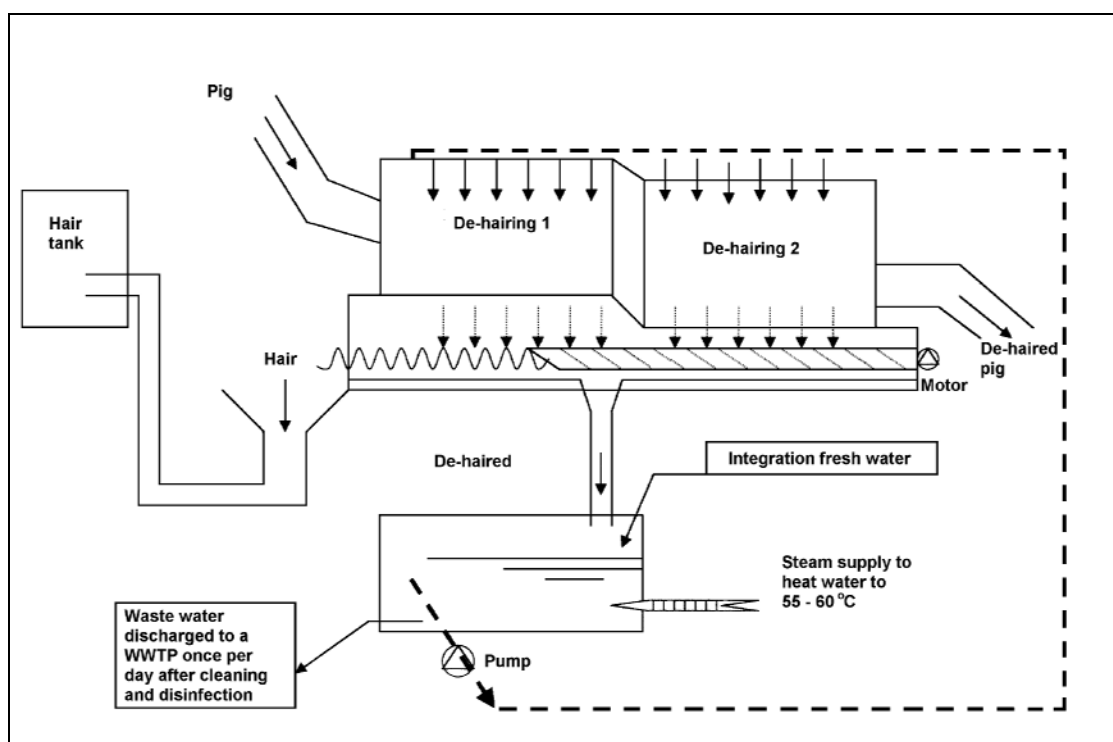 Pig
Hair
tank
De-hairing 1
De-hairing 2
Hair
De-haired
pig
Motor
De-haired
Integration fresh water
Steam supply to
heat water to
55 - 60 °C
Waste water
discharged to a
WWTP once per
day after cleaning
and disinfection
Pump